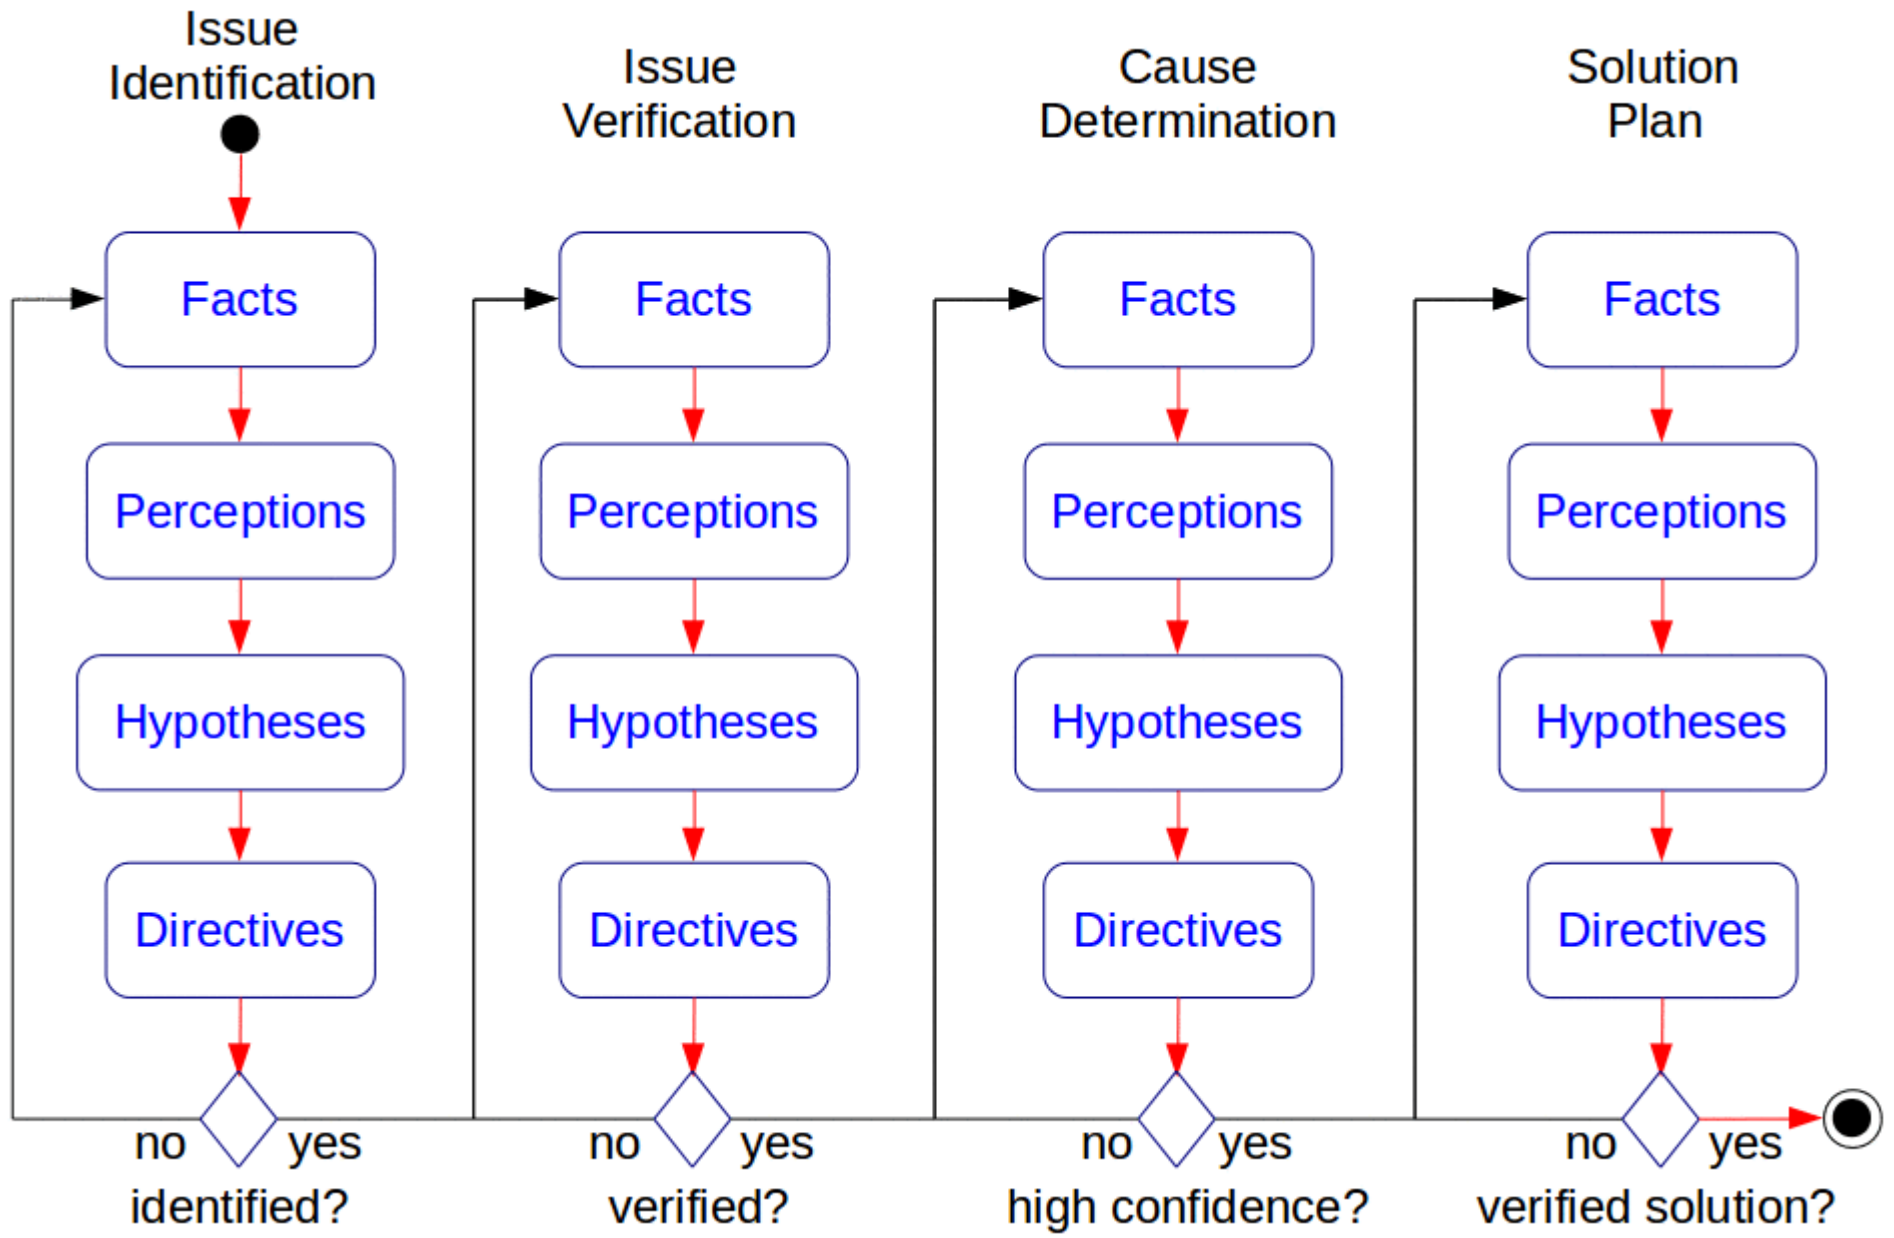 Issue
Identification
Issue
Verification
Cause
Determination
Solution
Plan
Facts
Facts
Facts
Facts
Perceptions
Perceptions
Perceptions
Perceptions
Hypotheses
Hypotheses
Hypotheses
Hypotheses
Directives
Directives
Directives
Directives
no yes
no yes
no yes
no yes
identified?
verified?
high confidence?
verified solution?